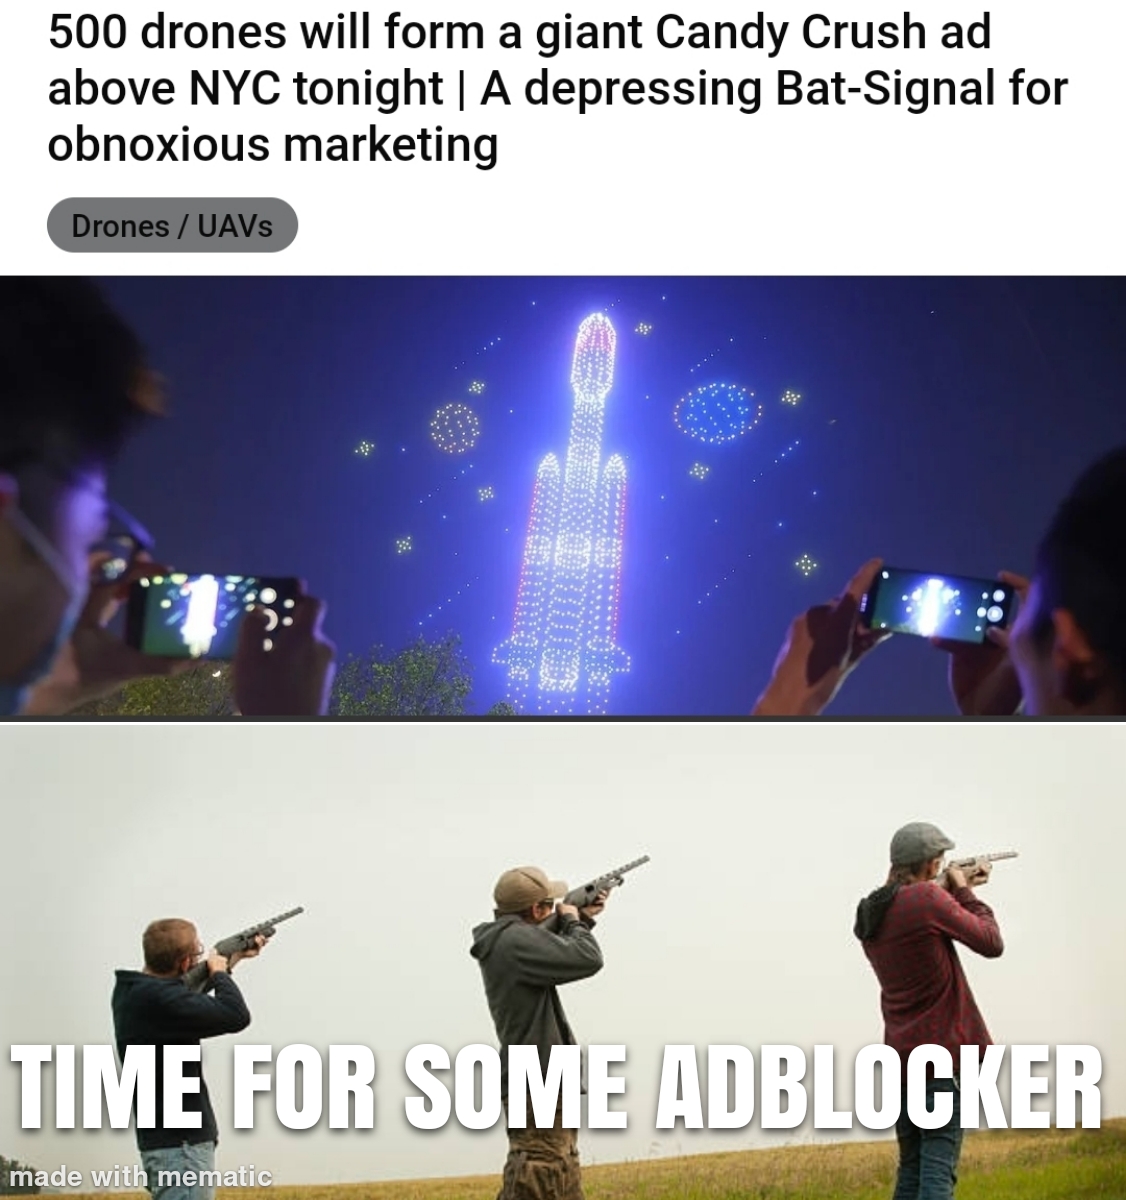 500 drones will form a giant Candy Crush ad
above NYC tonight | A depressing Bat-Signal for
obnoxious marketing
Drones / UAVs
TIME FOR SOME ADBLOCKER
made with mematic